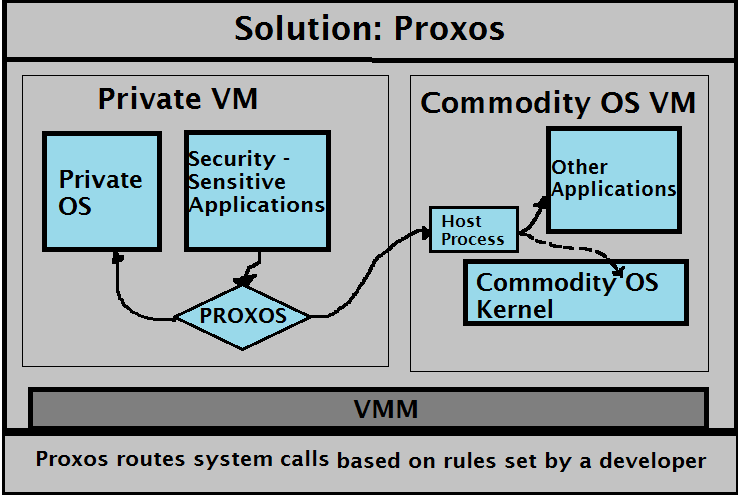 Solution: Proxos
Private VM
Commodity OS VM
Private
OS
Security -
Sensitive
Applications
Other
Applications
Host
Process
Commodity OS
Kernel
PROXOS
VMM
Proxos routes system calls based on rules set by a developer